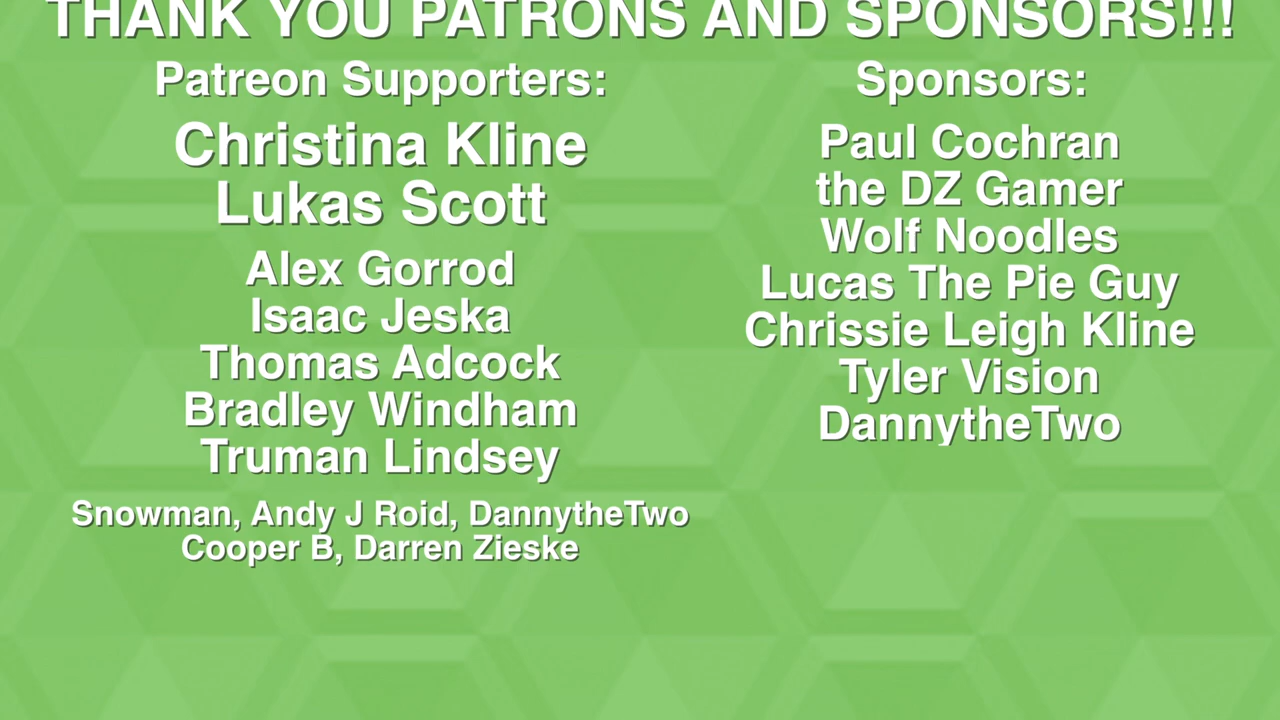 THANK YOU PATRONS AND SPONSORS!!!
Patreon Supporters:
Christina Kline
Lukas Scott
Alex Gorrod
Isaac Jeska
Thomas Adcock
Bradley Windham
Truman Lindsey
Snowman, Andy J Roid, DannytheTwo
Cooper B, Darren Zieske
Sponsors:
Paul Cochran
the DZ Gamer
Wolf Noodles
Lucas The Pie Guy
Chrissie Leigh Kline
Tyler Vision
DannytheTwo